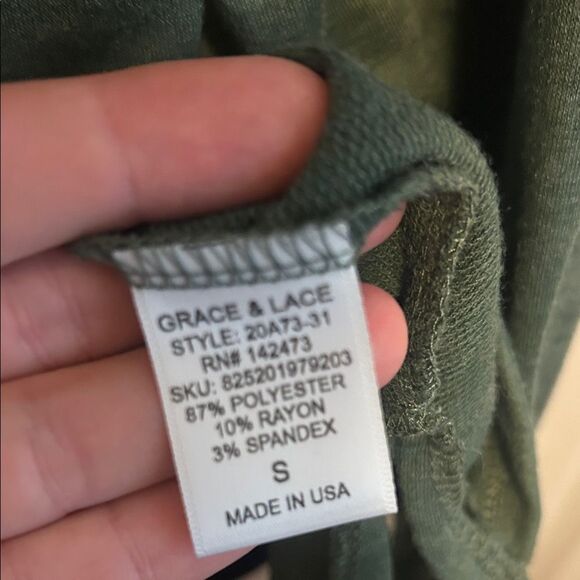 GRACE & LACE
STYLE: 20A73-31
RN# 142473
SKU: 825201979203
87% POLYESTER
10% RAYON
3% SPANDEX
S
MADE IN USA